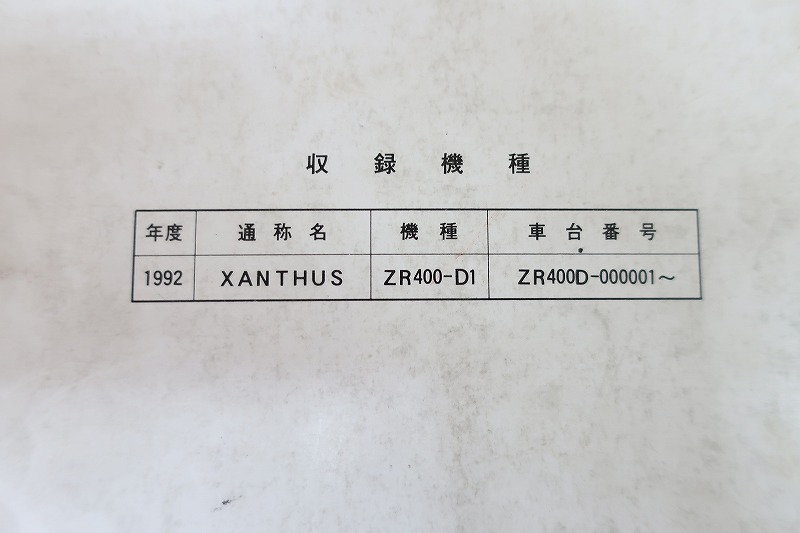 収録機種
年度 通称名 機種 車台番号
1992 XANTHUS ZR400-D1 ZR400D-000001～